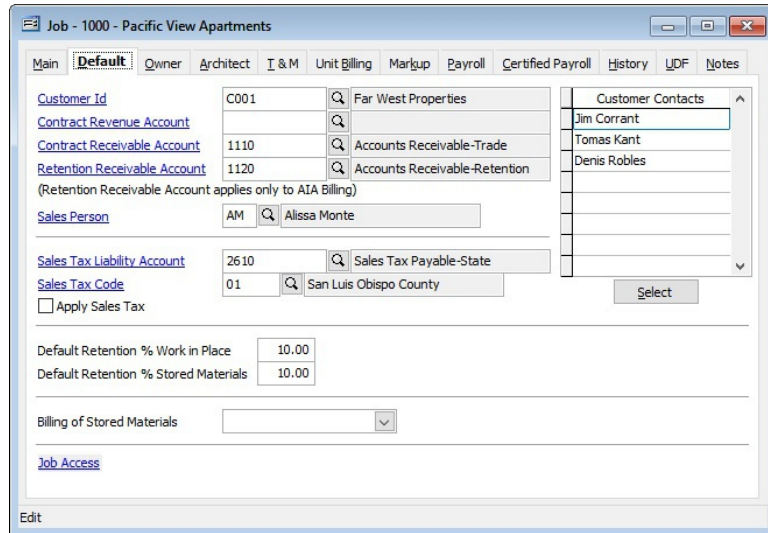 Job - 1000 - Pacific View Apartments
Main Default Owner Architect T & M Unit Billing Markup Payroll Certified Payroll History UDF Notes
Customer Id C001 Far West Properties
Contract Revenue Account
Contract Receivable Account 1110 Accounts Receivable-Trade
Retention Receivable Account 1120 Accounts Receivable-Retention
(Retention Receivable Account applies only to AIA Billing)
Sales Person AM Alissa Monte
Customer Contacts
Jim Corrant
Tomas Kant
Denis Robles
Select
Sales Tax Liability Account 2610 Sales Tax Payable-State
Sales Tax Code 01 San Luis Obispo County
Apply Sales Tax
Default Retention % Work in Place 10.00
Default Retention % Stored Materials 10.00
Billing of Stored Materials
Job Access
Edit